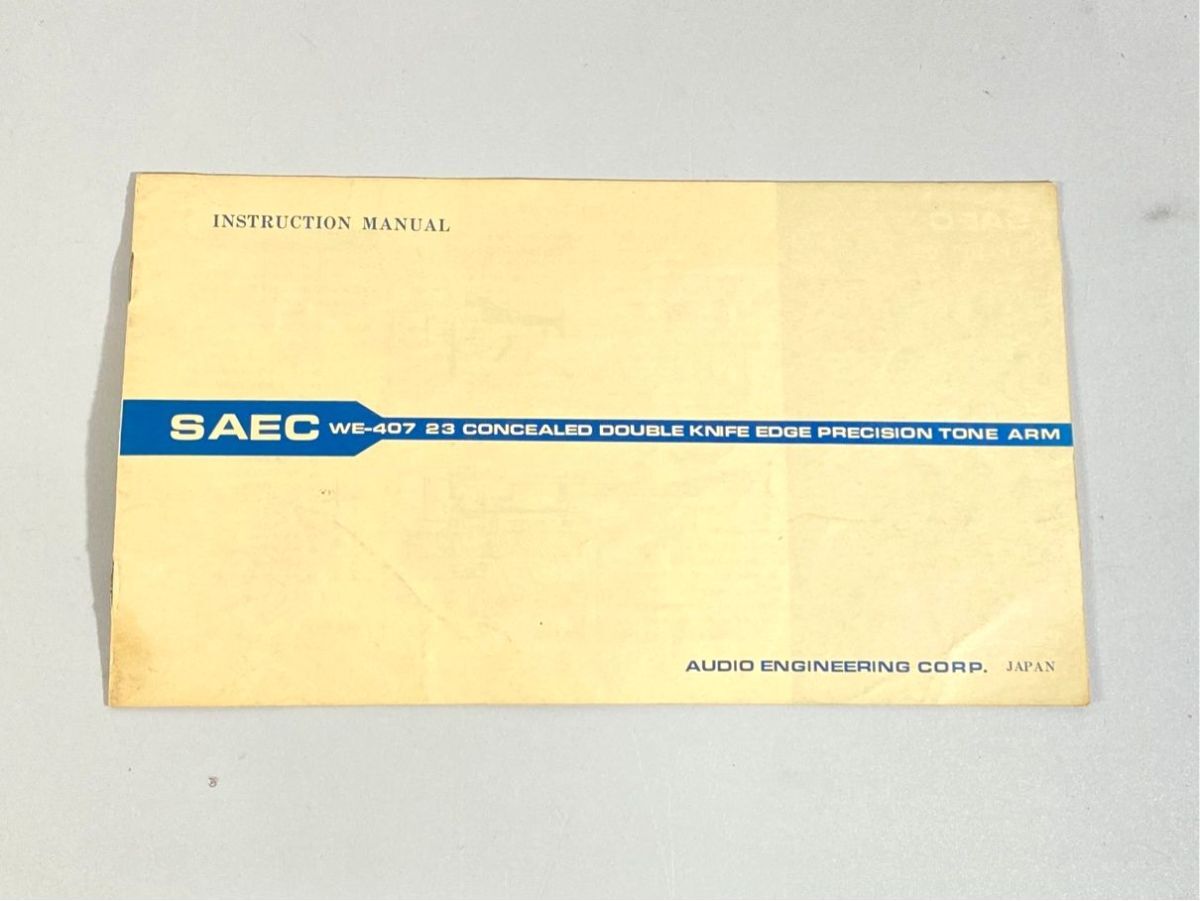 INSTRUCTION MANUAL
SAEC WE-407 23 CONCEALED DOUBLE KNIFE EDGE PRECISION TONE ARM
AUDIO ENGINEERING CORP. JAPAN